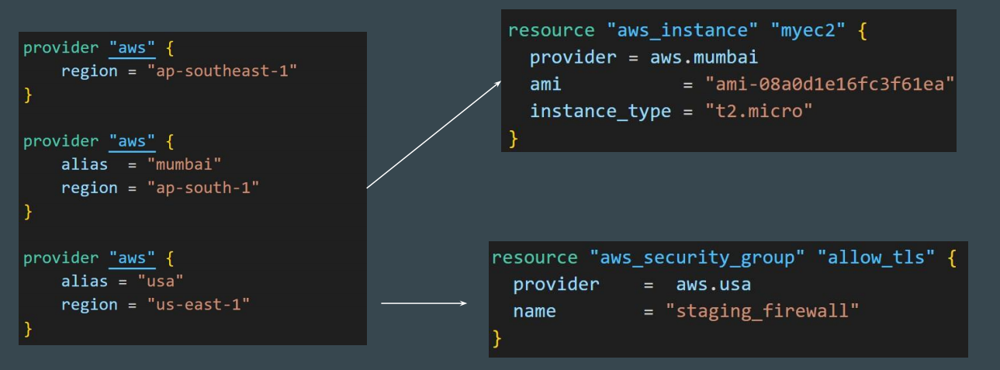 provider "aws" {
    region = "ap-southeast-1"
}
provider "aws" {
    alias  = "mumbai"
    region = "ap-south-1"
}
provider "aws" {
    alias = "usa"
    region = "us-east-1"
}
resource "aws_instance" "myec2" {
  provider = aws.mumbai
  ami           = "ami-08a0d1e16fc3f61ea"
  instance_type = "t2.micro"
}
resource "aws_security_group" "allow_tls" {
  provider    =  aws.usa
  name        = "staging_firewall"
}